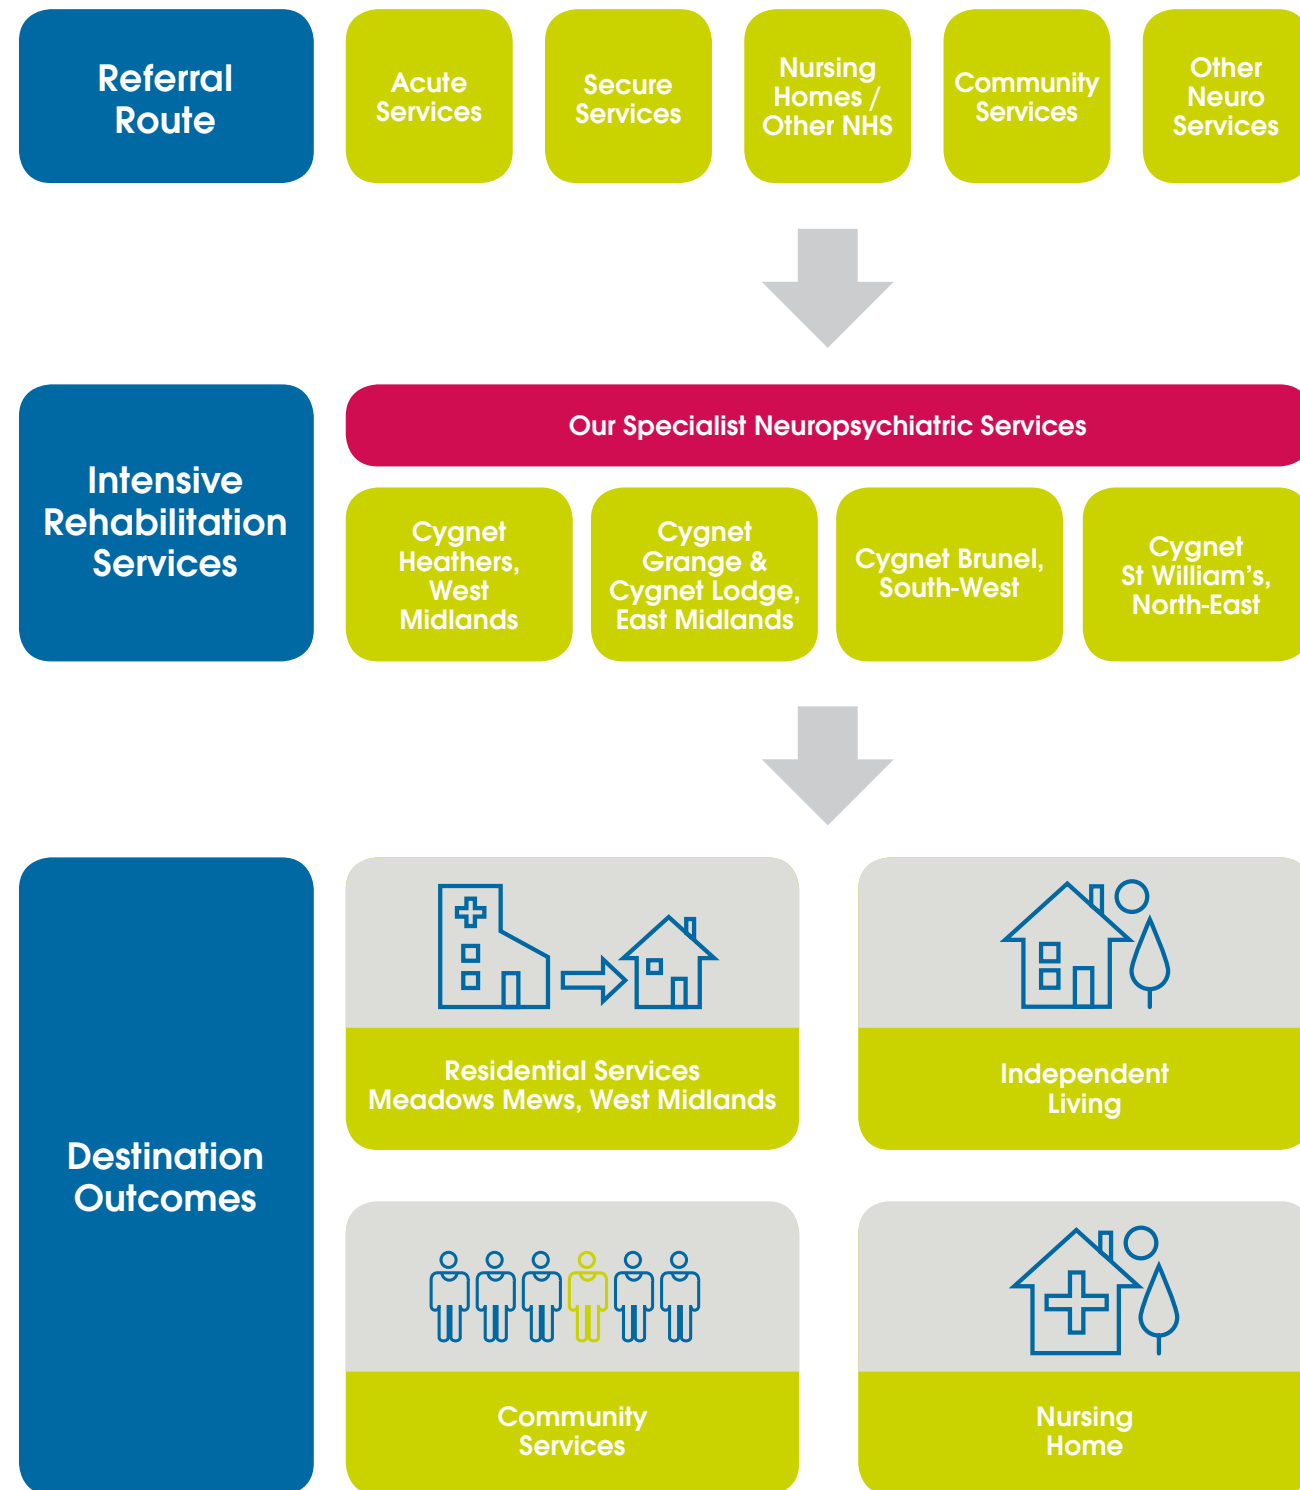 Referral
Route
Acute
Services
Secure
Services
Nursing
Homes /
Other NHS
Community
Services
Other
Neuro
Services
Intensive
Rehabilitation
Services
Our Specialist Neuropsychiatric Services
Cygnet
Heathers,
West
Midlands
Cygnet
Grange &
Cygnet Lodge,
East Midlands
Cygnet Brunel,
South-West
Cygnet
St William's,
North-East
Destination
Outcomes
Residential Services
Meadows Mews, West Midlands
Independent
Living
Community
Services
Nursing
Home